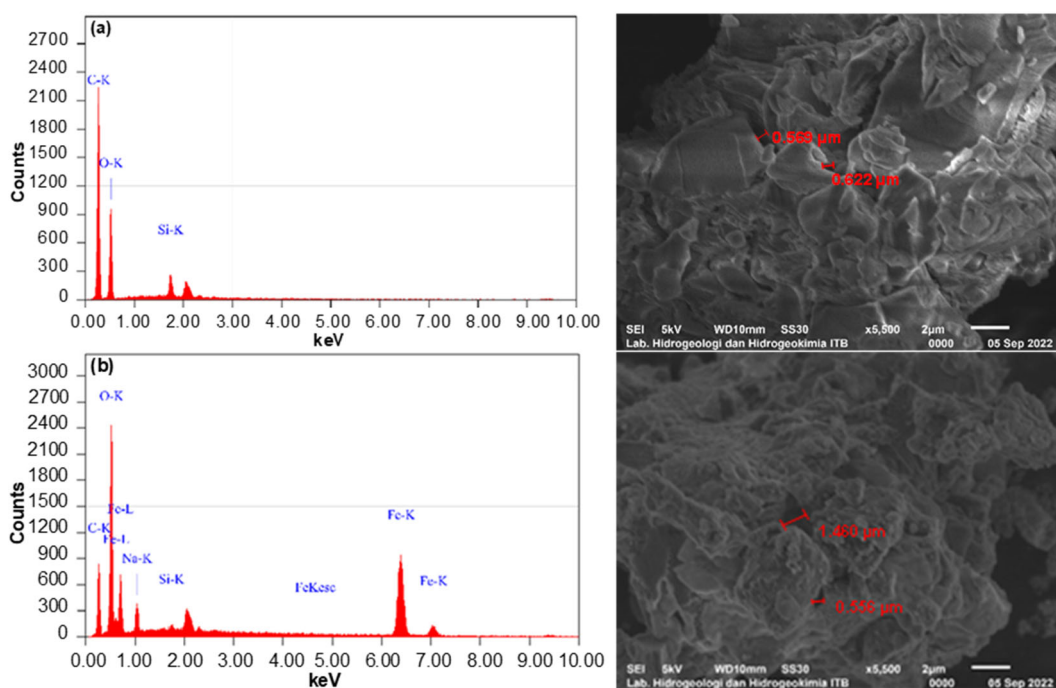 (a)
2700
2400
2100
1800
1500
1200
900
600
300
0
Counts
C-K
O-K
Si-K
0.00 1.00 2.00 3.00 4.00 5.00 6.00 7.00 8.00 9.00 10.00
keV
0.569 µm
0.622 µm
SEI 5kV WD10mm SS30 x5,500 2µm
Lab. Hidrogeologi dan Hidrogeokimia ITB 0000 05 Sep 2022
(b)
3000
2700
2400
2100
1800
1500
1200
900
600
300
0
Counts
O-K
Fe-L
C-K
Fe-L
Na-K
Si-K
FeKesc
Fe-K
Fe-K
0.00 1.00 2.00 3.00 4.00 5.00 6.00 7.00 8.00 9.00 10.00
keV
1.460 µm
0.556 µm
SEI 5kV WD10mm SS30 x5,500 2µm
Lab. Hidrogeologi dan Hidrogeokimia ITB 0000 05 Sep 2022